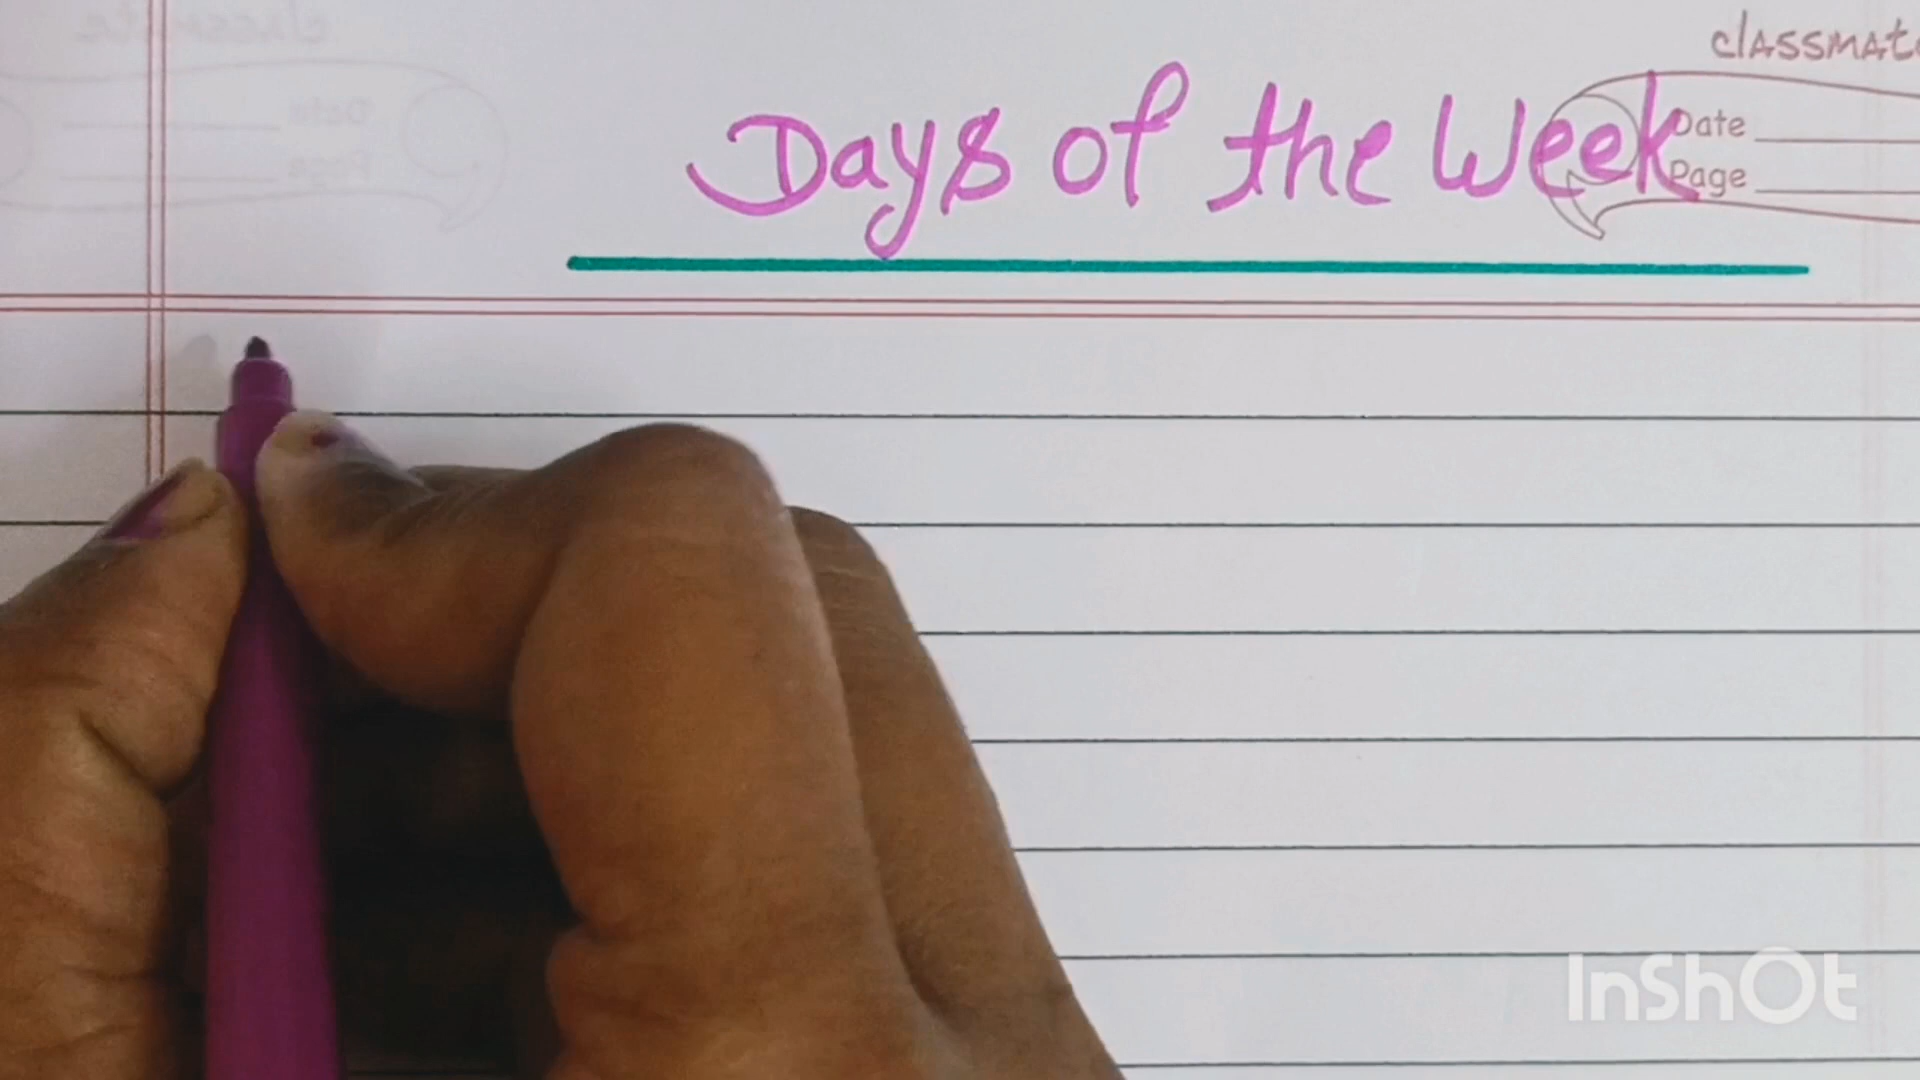 classmate
Days of the Week
Date
Page
InShOt